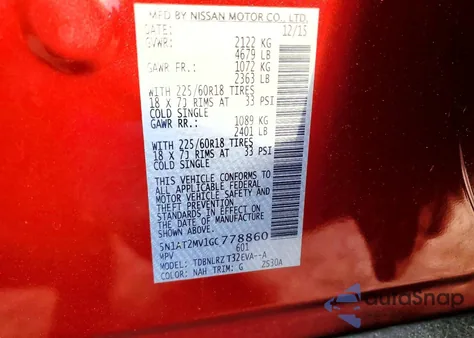 MFD BY NISSAN MOTOR CO., LTD.
DATE: 12/15
GVWR: 2122 KG
4679 LB
GAWR FR.: 1072 KG
2363 LB
WITH 225/60R18 TIRES
18 X 7J RIMS AT 33 PSI
COLD SINGLE
GAWR RR.: 1089 KG
2401 LB
WITH 225/60R18 TIRES
18 X 7J RIMS AT 33 PSI
COLD SINGLE
THIS VEHICLE CONFORMS TO
ALL APPLICABLE FEDERAL
MOTOR VEHICLE SAFETY,
BUMPER, AND THEFT PREVENTION
STANDARDS IN EFFECT ON THE
DATE OF MANUFACTURE SHOWN
ABOVE.
5N1AT2MV1GC778860
MPV 601
MODEL: TDBNLRZT32EVA--A
COLOR: NAH TRIM: G 2S30A
AutoSnap